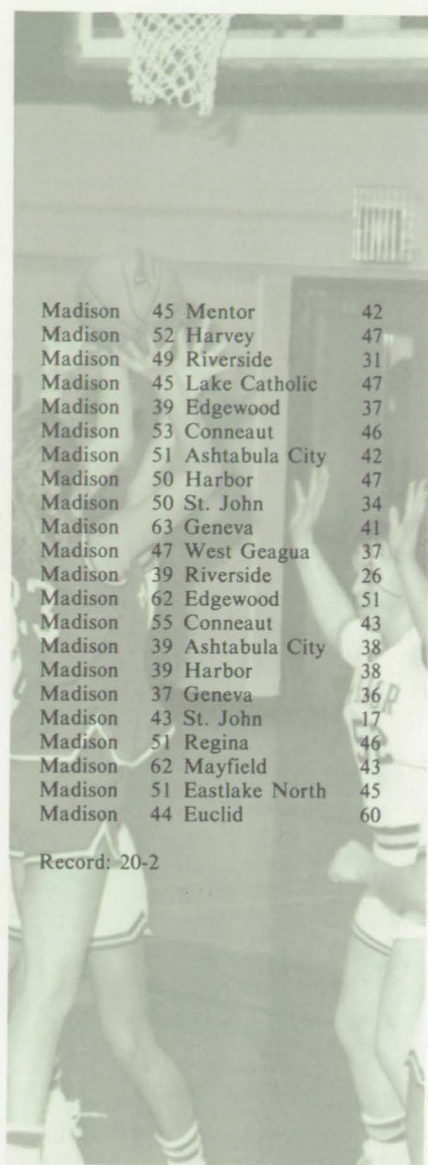 Madison 45 Mentor 42
Madison 52 Harvey 47
Madison 49 Riverside 31
Madison 45 Lake Catholic 47
Madison 39 Edgewood 37
Madison 53 Conneaut 46
Madison 51 Ashtabula City 42
Madison 50 Harbor 47
Madison 50 St. John 34
Madison 63 Geneva 41
Madison 47 West Geagua 37
Madison 39 Riverside 26
Madison 62 Edgewood 51
Madison 55 Conneaut 43
Madison 39 Ashtabula City 38
Madison 39 Harbor 38
Madison 37 Geneva 36
Madison 43 St. John 17
Madison 51 Regina 46
Madison 62 Mayfield 43
Madison 51 Eastlake North 45
Madison 44 Euclid 60
Record: 20-2